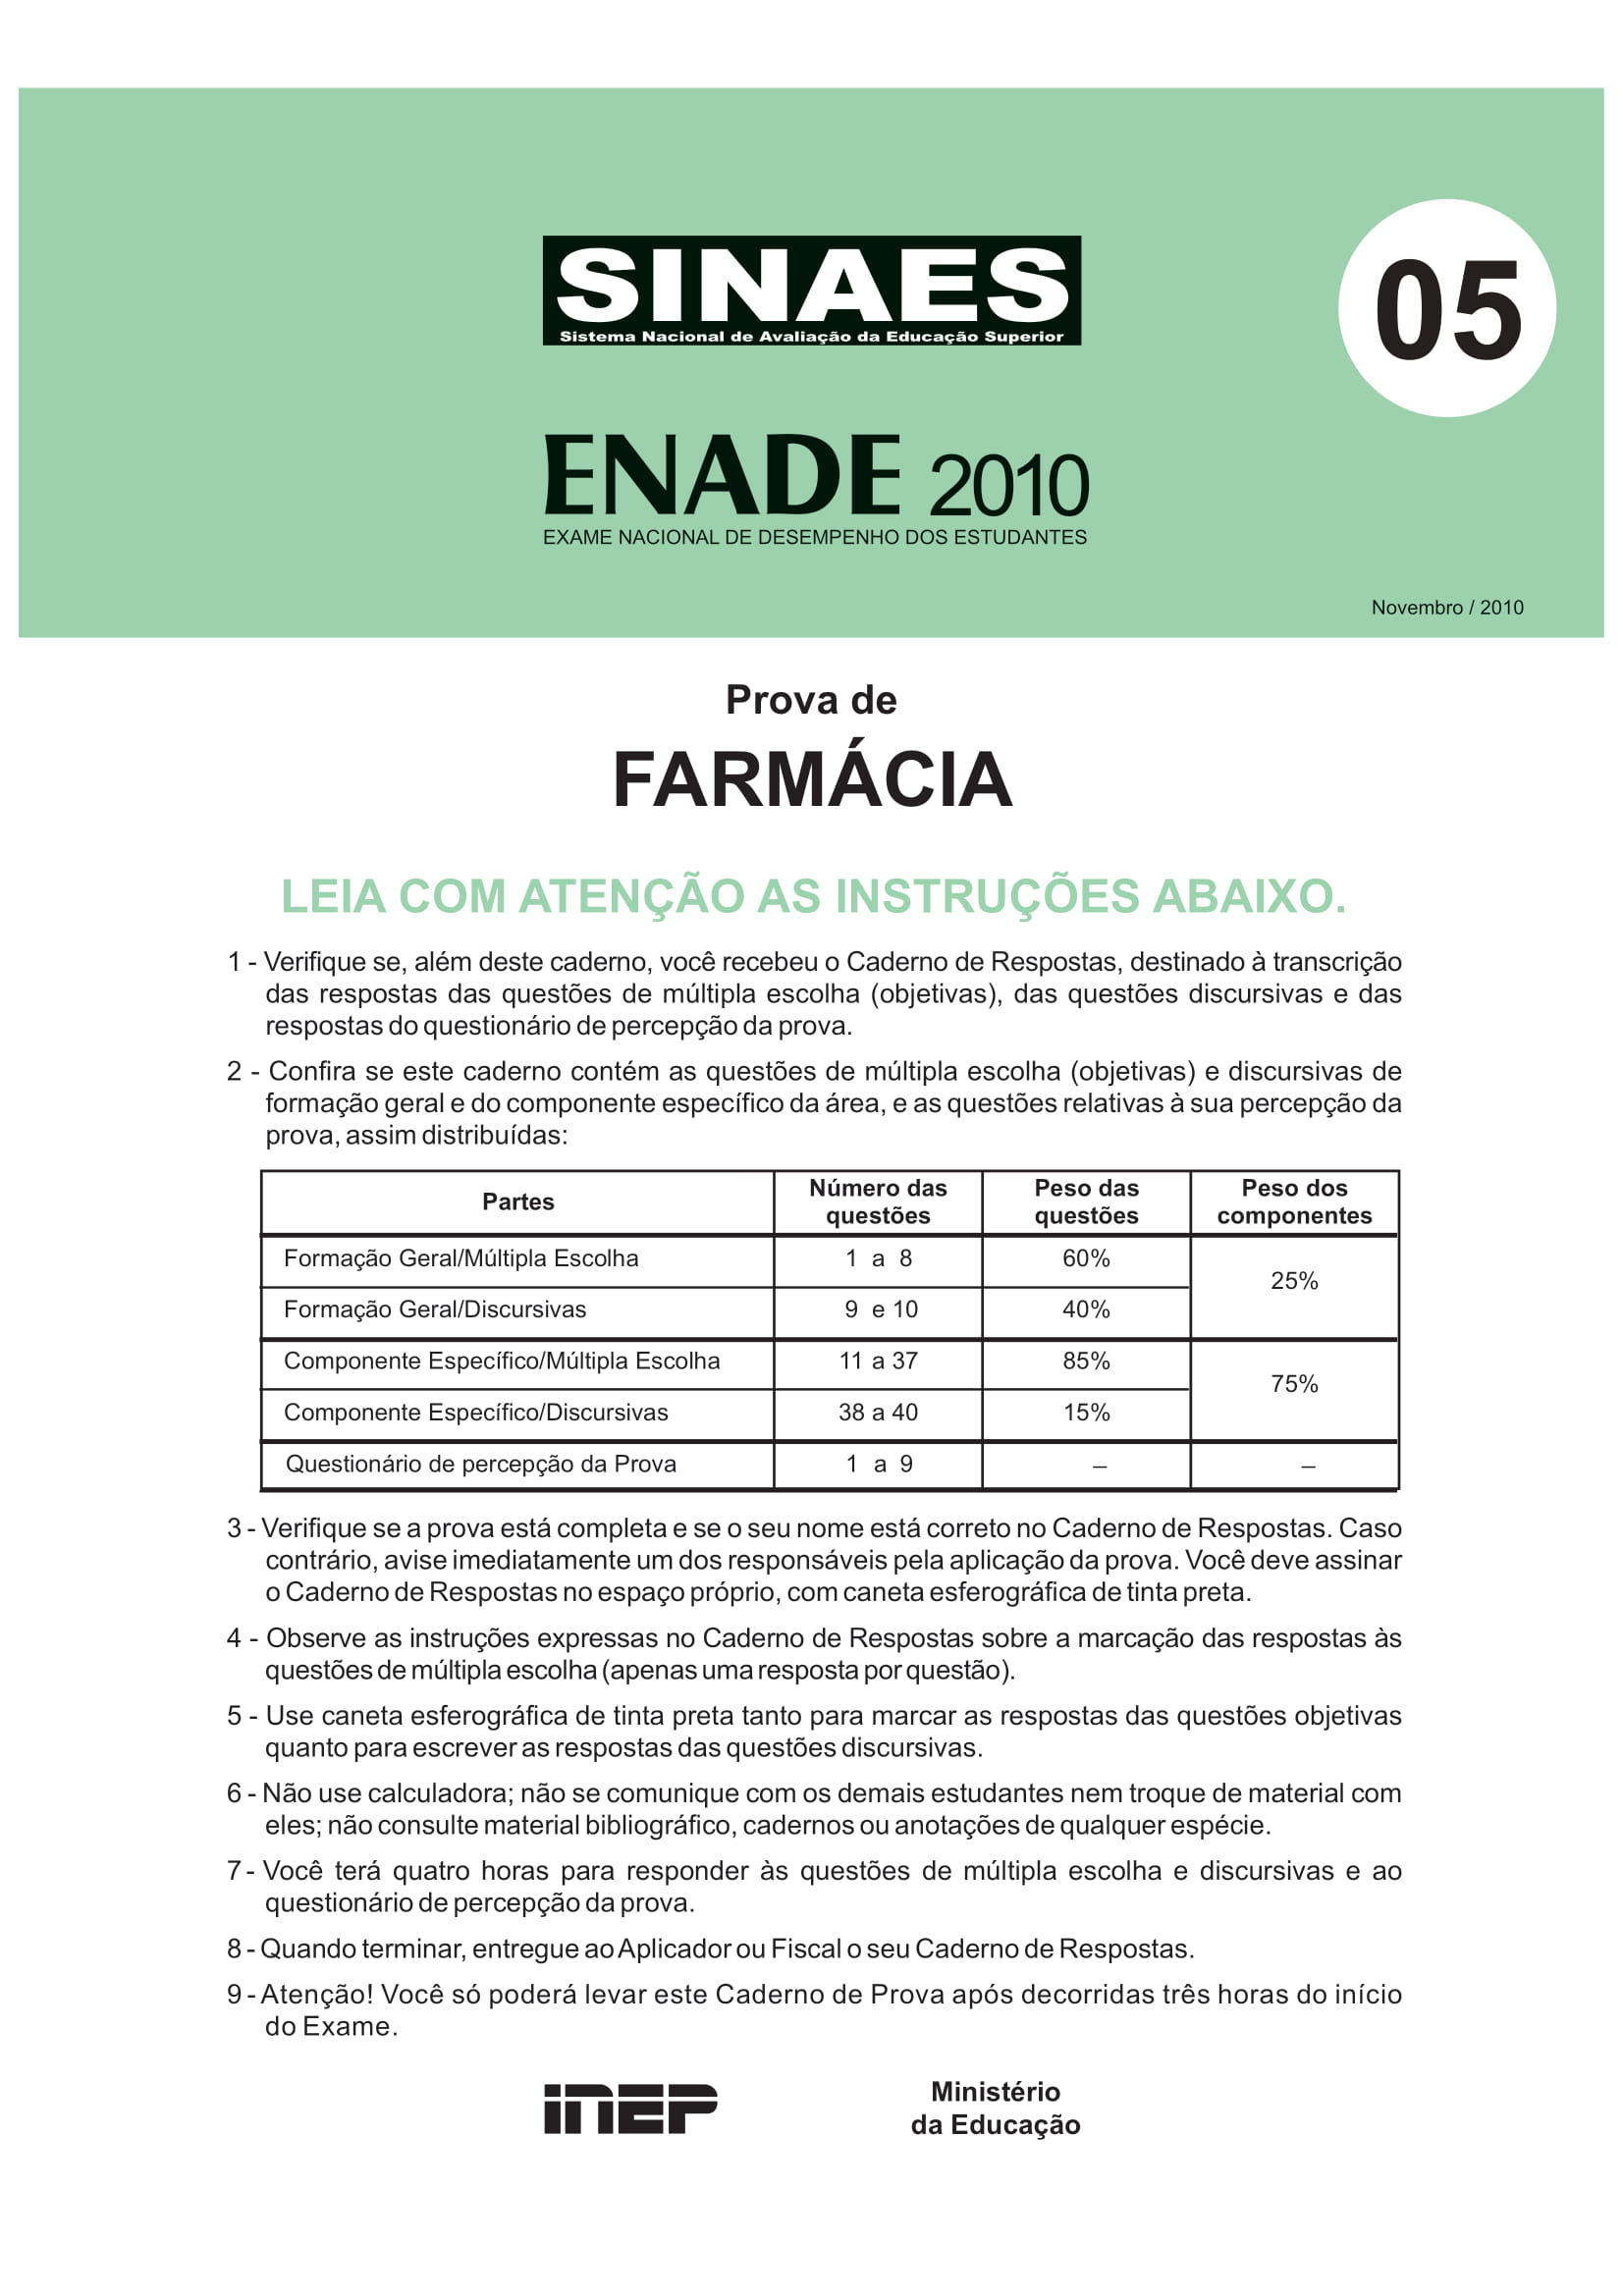 SINAES
Sistema Nacional de Avaliação da Educação Superior
05
ENADE 2010
EXAME NACIONAL DE DESEMPENHO DOS ESTUDANTES
Novembro / 2010
Prova de
FARMÁCIA
LEIA COM ATENÇÃO AS INSTRUÇÕES ABAIXO.
1 - Verifique se, além deste caderno, você recebeu o Caderno de Respostas, destinado à transcrição
das respostas das questões de múltipla escolha (objetivas), das questões discursivas e das
respostas do questionário de percepção da prova.
2 - Confira se este caderno contém as questões de múltipla escolha (objetivas) e discursivas de
formação geral e do componente específico da área, e as questões relativas à sua percepção da
prova, assim distribuídas:
Partes Número das questões Peso das questões Peso dos componentes
Formação Geral/Múltipla Escolha 1 a 8 60% 25%
Formação Geral/Discursivas 9 e 10 40%
Componente Específico/Múltipla Escolha 11 a 37 85% 75%
Componente Específico/Discursivas 38 a 40 15%
Questionário de percepção da Prova 1 a 9 – –
3 - Verifique se a prova está completa e se o seu nome está correto no Caderno de Respostas. Caso
contrário, avise imediatamente um dos responsáveis pela aplicação da prova. Você deve assinar
o Caderno de Respostas no espaço próprio, com caneta esferográfica de tinta preta.
4 - Observe as instruções expressas no Caderno de Respostas sobre a marcação das respostas às
questões de múltipla escolha (apenas uma resposta por questão).
5 - Use caneta esferográfica de tinta preta tanto para marcar as respostas das questões objetivas
quanto para escrever as respostas das questões discursivas.
6 - Não use calculadora; não se comunique com os demais estudantes nem troque de material com
eles; não consulte material bibliográfico, cadernos ou anotações de qualquer espécie.
7 - Você terá quatro horas para responder às questões de múltipla escolha e discursivas e ao
questionário de percepção da prova.
8 - Quando terminar, entregue ao Aplicador ou Fiscal o seu Caderno de Respostas.
9 - Atenção! Você só poderá levar este Caderno de Prova após decorridas três horas do início
do Exame.
INEP
Ministério
da Educação